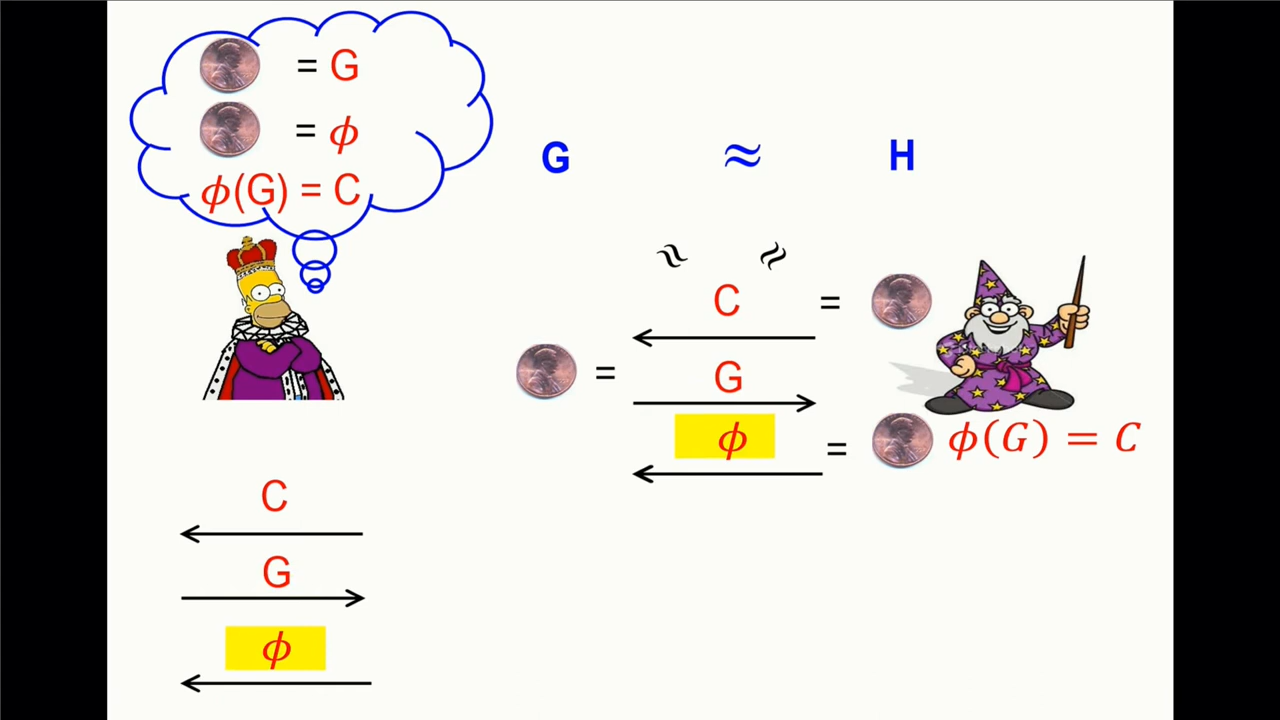 = G
= ϕ
ϕ(G) = C
G ≈ H
≈ ≈
C =
= G
ϕ = ϕ(G) = C
C
G
ϕ